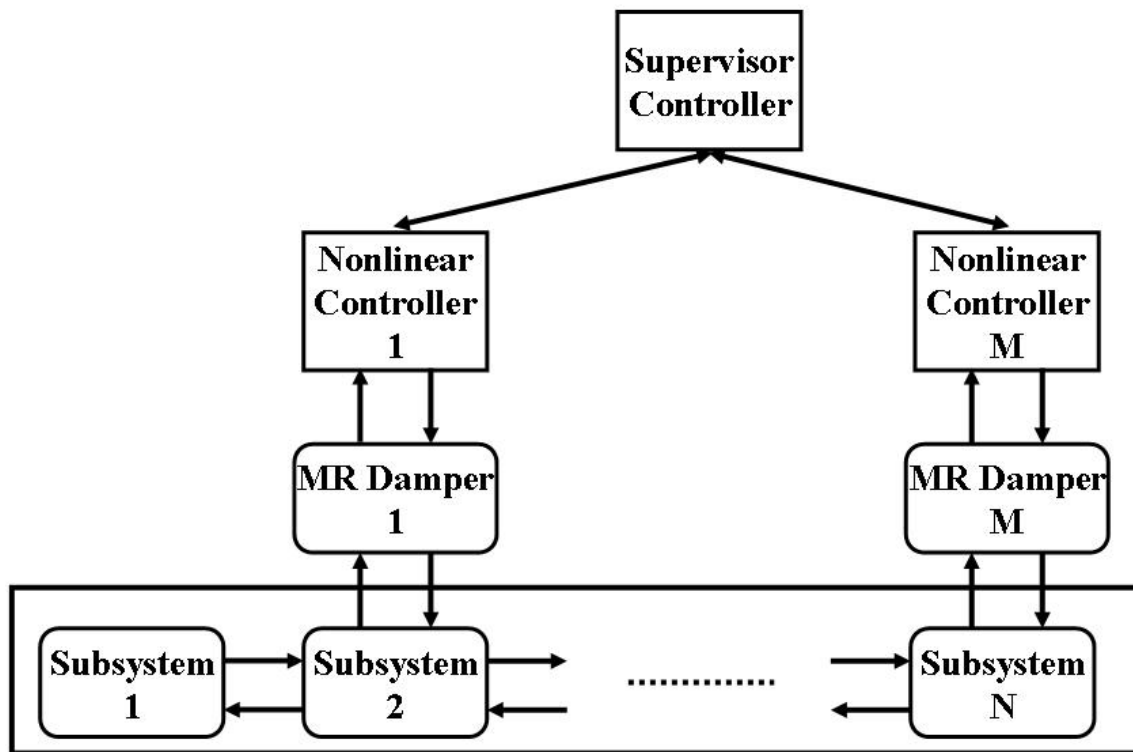 Supervisor
Controller
Nonlinear
Controller
1
Nonlinear
Controller
M
MR Damper
1
MR Damper
M
Subsystem
1
Subsystem
2
Subsystem
N